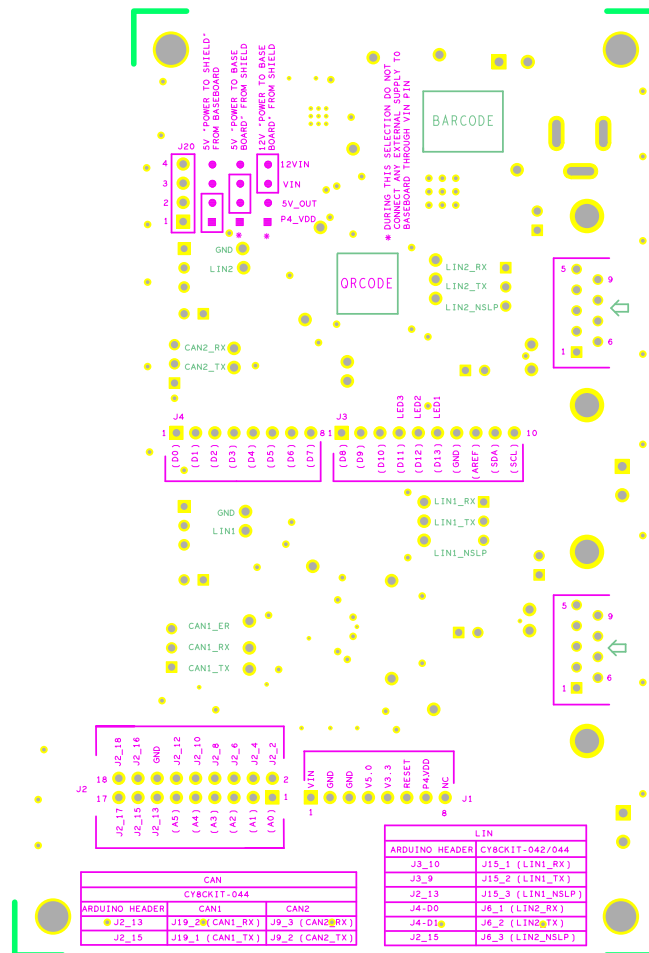 5V "POWER TO SHIELD"
FROM BASEBOARD
5V "POWER TO BASE
BOARD" FROM SHIELD
12V "POWER TO BASE
BOARD" FROM SHIELD
* DURING THIS SELECTION DO NOT
CONNECT ANY EXTERNAL SUPPLY TO
BASEBOARD THROUGH VIN PIN
BARCODE
J20
4 12VIN
3 VIN
2 5V_OUT
1 P4_VDD
* *
GND
LIN2
QRCODE
LIN2_RX
LIN2_TX
LIN2_NSLP
5 9
1 6
CAN2_RX
CAN2_TX
LED3 LED2 LED1
J4 J3
1 8 1 10
(D0) (D1) (D2) (D3) (D4) (D5) (D6) (D7) (D8) (D9) (D10) (D11) (D12) (D13) (GND) (AREF) (SDA) (SCL)
GND
LIN1
LIN1_RX
LIN1_TX
LIN1_NSLP
CAN1_ER
CAN1_RX
CAN1_TX
5 9
1 6
J2_18 J2_16 GND J2_12 J2_10 J2_8 J2_6 J2_4 J2_2
18 2
J2
17 1
J2_17 J2_15 J2_13 (A5) (A4) (A3) (A2) (A1) (A0)
VIN GND GND V5.0 V3.3 RESET P4.VDD NC
J1
1 8
LIN
ARDUINO HEADER CY8CKIT-042/044
J3_10 J15_1 (LIN1_RX)
J3_9 J15_2 (LIN1_TX)
J2_13 J15_3 (LIN1_NSLP)
J4-D0 J6_1 (LIN2_RX)
J4-D1 J6_2 (LIN2_TX)
J2_15 J6_3 (LIN2_NSLP)
CAN
CY8CKIT-044
ARDUINO HEADER CAN1 CAN2
J2_13 J19_2 (CAN1_RX) J9_3 (CAN2_RX)
J2_15 J19_1 (CAN1_TX) J9_2 (CAN2_TX)